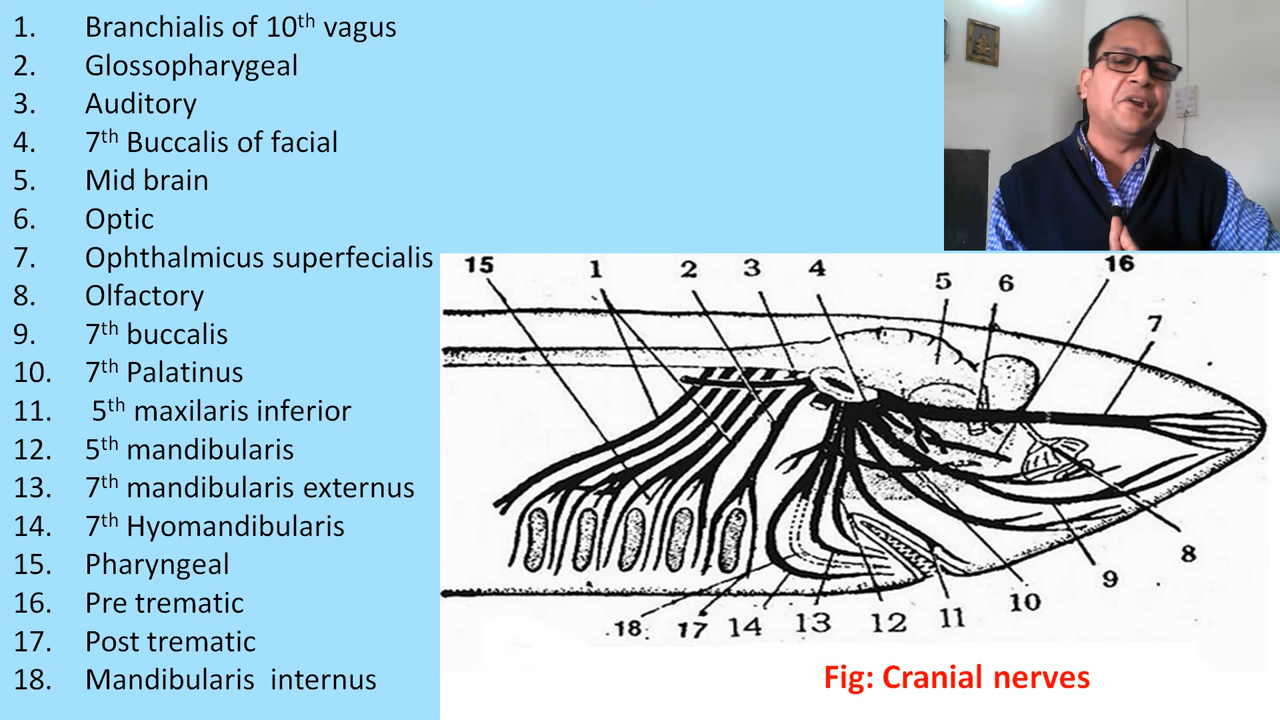 1. Branchialis of 10th vagus
2. Glossopharygeal
3. Auditory
4. 7th Buccalis of facial
5. Mid brain
6. Optic
7. Ophthalmicus superfecialis
8. Olfactory
9. 7th buccalis
10. 7th Palatinus
11. 5th maxilaris inferior
12. 5th mandibularis
13. 7th mandibularis externus
14. 7th Hyomandibularis
15. Pharyngeal
16. Pre trematic
17. Post trematic
18. Mandibularis internus
15 1 2 3 4 5 6 16
7
8
9
18 17 14 13 12 11 10
Fig: Cranial nerves